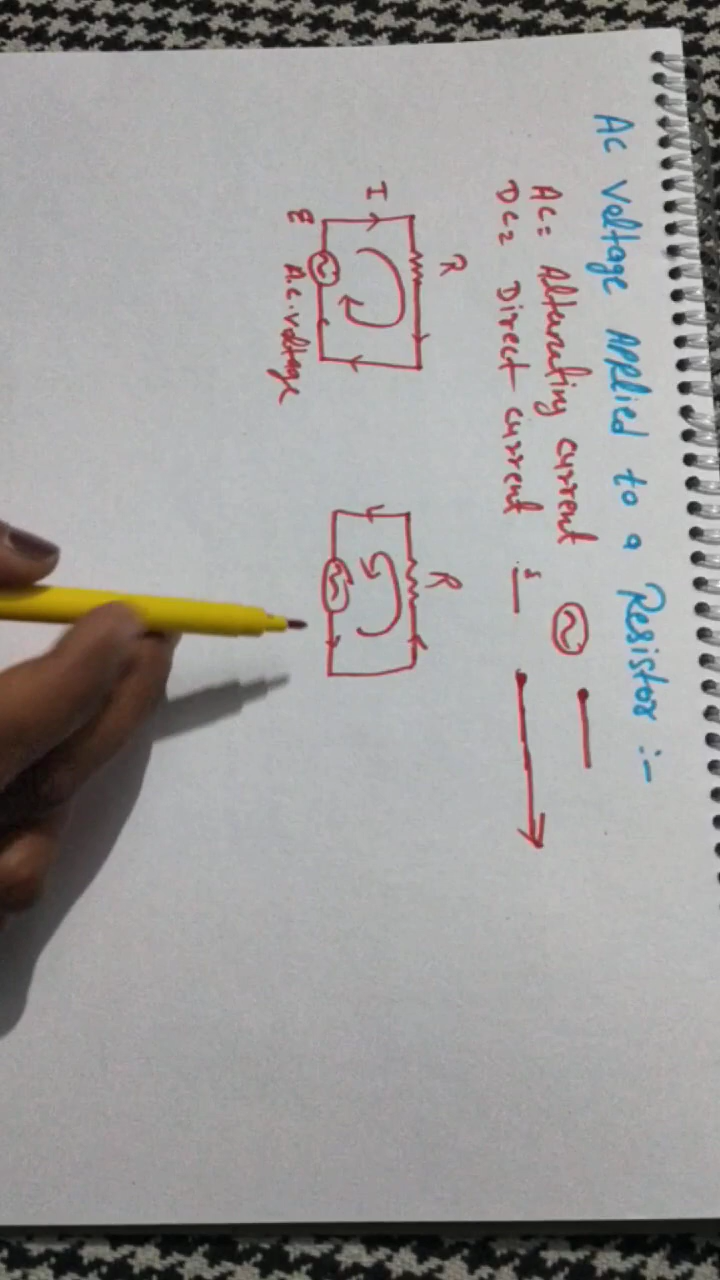 AC voltage APPlied to a Resistor :-
AC = Alternating current
DC = Direct current
R
I
E
A.C. voltage
R